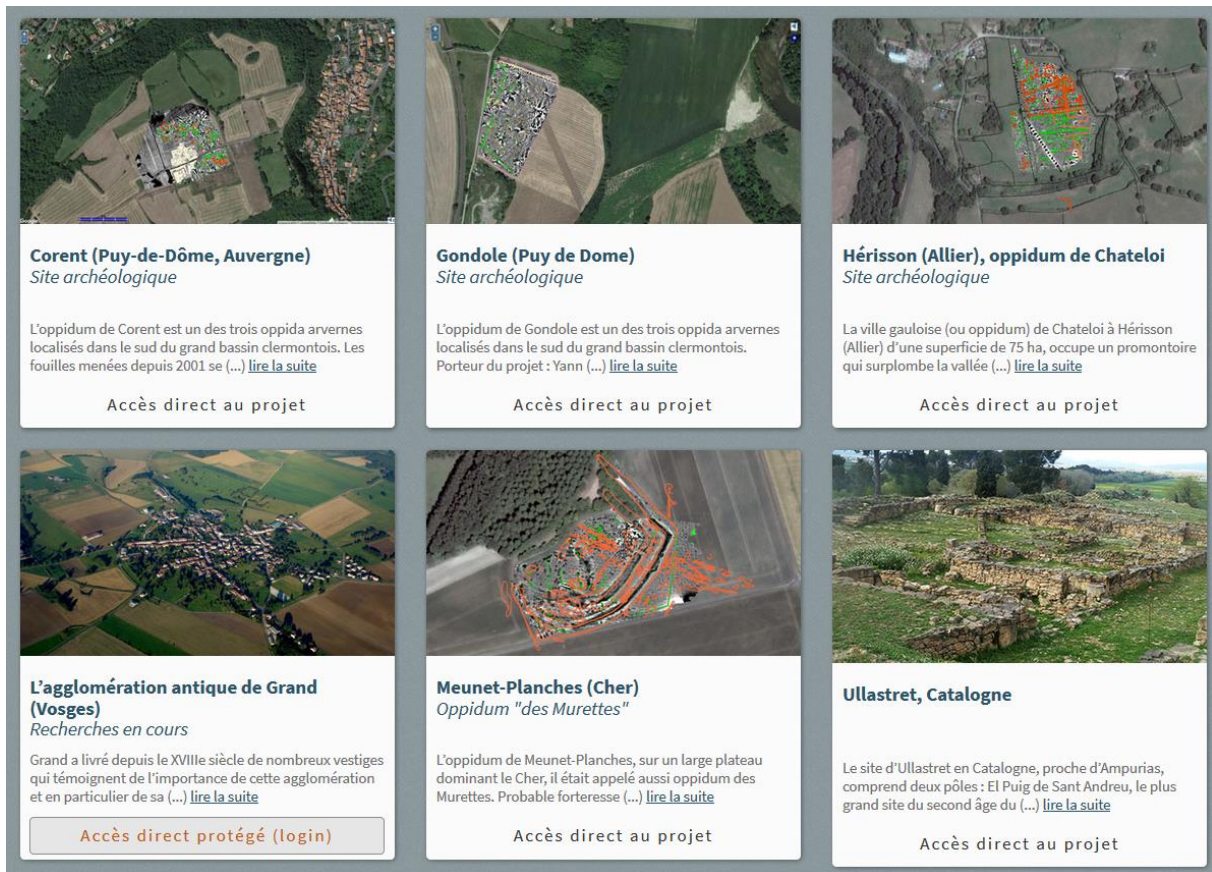 Corent (Puy-de-Dôme, Auvergne)
Site archéologique
L'oppidum de Corent est un des trois oppida arvernes
localisés dans le sud du grand bassin clermontois. Les
fouilles menées depuis 2001 se (...) lire la suite
Accès direct au projet
Gondole (Puy de Dome)
Site archéologique
L'oppidum de Gondole est un des trois oppida arvernes
localisés dans le sud du grand bassin clermontois.
Porteur du projet : Yann (...) lire la suite
Accès direct au projet
Hérisson (Allier), oppidum de Chateloi
Site archéologique
La ville gauloise (ou oppidum) de Chateloi à Hérisson
(Allier) d'une superficie de 75 ha, occupe un promontoire
qui surplombe la vallée (...) lire la suite
Accès direct au projet
L'agglomération antique de Grand
(Vosges)
Recherches en cours
Grand a livré depuis le XVIIIe siècle de nombreux vestiges
qui témoignent de l'importance de cette agglomération
et en particulier de sa (...) lire la suite
Accès direct protégé (login)
Meunet-Planches (Cher)
Oppidum "des Murettes"
L'oppidum de Meunet-Planches, sur un large plateau
dominant le Cher, il était appelé aussi oppidum des
Murettes. Probable forteresse (...) lire la suite
Accès direct au projet
Ullastret, Catalogne
Le site d'Ullastret en Catalogne, proche d'Ampurias,
comprend deux pôles : El Puig de Sant Andreu, le plus
grand site du second âge du (...) lire la suite
Accès direct au projet